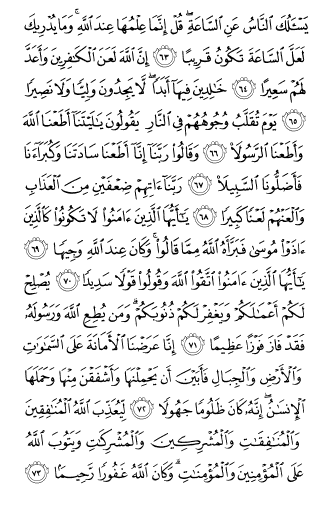 يَسْـَٔلُكَ ٱلنَّاسُ عَنِ ٱلسَّاعَةِ ۖ قُلْ إِنَّمَا عِلْمُهَا عِندَ ٱللَّهِ ۚ وَمَا يُدْرِيكَ
لَعَلَّ ٱلسَّاعَةَ تَكُونُ قَرِيبًا ﴿٦٣﴾ إِنَّ ٱللَّهَ لَعَنَ ٱلْكَٰفِرِينَ وَأَعَدَّ
لَهُمْ سَعِيرًا ﴿٦٤﴾ خَٰلِدِينَ فِيهَآ أَبَدًا ۖ لَّا يَجِدُونَ وَلِيًّا وَلَا نَصِيرًا
﴿٦٥﴾ يَوْمَ تُقَلَّبُ وُجُوهُهُمْ فِى ٱلنَّارِ يَقُولُونَ يَٰلَيْتَنَآ أَطَعْنَا ٱللَّهَ
وَأَطَعْنَا ٱلرَّسُولَا۠ ﴿٦٦﴾ وَقَالُوا۟ رَبَّنَآ إِنَّآ أَطَعْنَا سَادَتَنَا وَكُبَرَآءَنَا
فَأَضَلُّونَا ٱلسَّبِيلَا۠ ﴿٦٧﴾ رَبَّنَآ ءَاتِهِمْ ضِعْفَيْنِ مِنَ ٱلْعَذَابِ
وَٱلْعَنْهُمْ لَعْنًا كَبِيرًا ﴿٦٨﴾ يَٰٓأَيُّهَا ٱلَّذِينَ ءَامَنُوا۟ لَا تَكُونُوا۟ كَٱلَّذِينَ
ءَاذَوْا۟ مُوسَىٰ فَبَرَّأَهُ ٱللَّهُ مِمَّا قَالُوا۟ ۚ وَكَانَ عِندَ ٱللَّهِ وَجِيهًا ﴿٦٩﴾
يَٰٓأَيُّهَا ٱلَّذِينَ ءَامَنُوا۟ ٱتَّقُوا۟ ٱللَّهَ وَقُولُوا۟ قَوْلًا سَدِيدًا ﴿٧٠﴾ يُصْلِحْ
لَكُمْ أَعْمَٰلَكُمْ وَيَغْفِرْ لَكُمْ ذُنُوبَكُمْ ۗ وَمَن يُطِعِ ٱللَّهَ وَرَسُولَهُۥ
فَقَدْ فَازَ فَوْزًا عَظِيمًا ﴿٧١﴾ إِنَّا عَرَضْنَا ٱلْأَمَانَةَ عَلَى ٱلسَّمَٰوَٰتِ
وَٱلْأَرْضِ وَٱلْجِبَالِ فَأَبَيْنَ أَن يَحْمِلْنَهَا وَأَشْفَقْنَ مِنْهَا وَحَمَلَهَا
ٱلْإِنسَٰنُ ۖ إِنَّهُۥ كَانَ ظَلُومًا جَهُولًا ﴿٧٢﴾ لِّيُعَذِّبَ ٱللَّهُ ٱلْمُنَٰفِقِينَ
وَٱلْمُنَٰفِقَٰتِ وَٱلْمُشْرِكِينَ وَٱلْمُشْرِكَٰتِ وَيَتُوبَ ٱللَّهُ
عَلَى ٱلْمُؤْمِنِينَ وَٱلْمُؤْمِنَٰتِ ۗ وَكَانَ ٱللَّهُ غَفُورًا رَّحِيمًۢا ﴿٧٣﴾